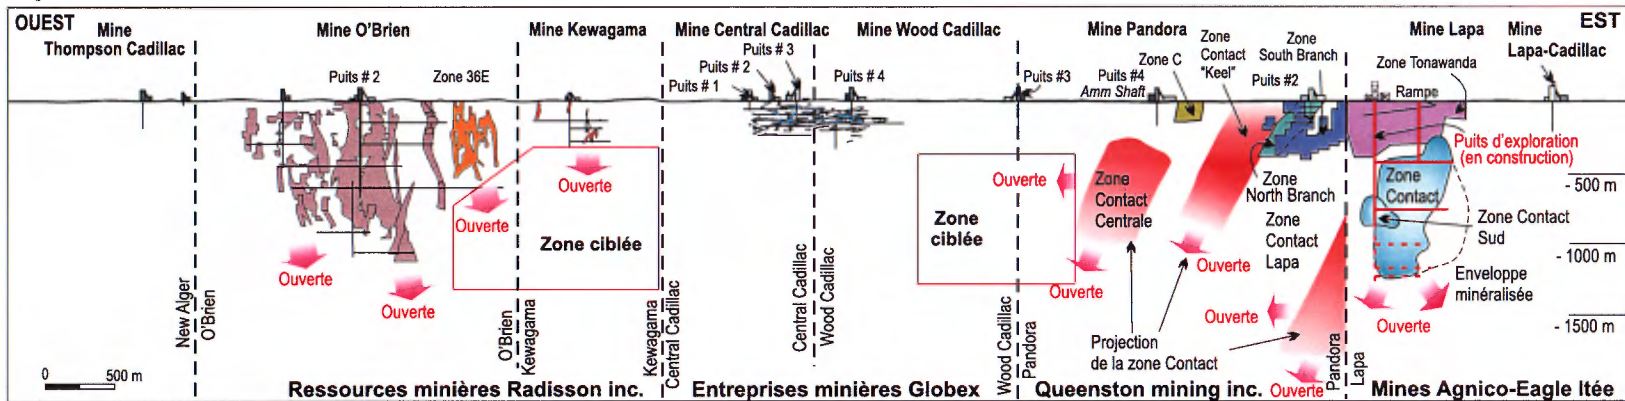 OUEST
EST
Mine
Thompson Cadillac
Mine O'Brien
Mine Kewagama
Mine Central Cadillac
Mine Wood Cadillac
Mine Pandora
Mine Lapa
Mine
Lapa-Cadillac
Puits # 2
Zone 36E
Puits # 1
Puits # 2
Puits # 3
Puits # 4
Puits #3
Puits #4
Amm Shaft
Zone C
Zone
Contact
"Keel"
Zone
South Branch
Puits #2
Zone Tonawanda
Rampe
Puits d'exploration
(en construction)
Ouverte
Ouverte
Ouverte
Ouverte
Zone ciblée
Zone
ciblée
Ouverte
Ouverte
Zone
Contact
Centrale
Ouverte
Zone
North Branch
Zone
Contact
Lapa
Ouverte
Ouverte
Projection
de la zone Contact
Zone
Contact
Zone Contact
Sud
Enveloppe
minéralisée
Ouverte
- 500 m
- 1000 m
- 1500 m
New Alger
O'Brien
O'Brien
Kewagama
Kewagama
Central Cadillac
Central Cadillac
Wood Cadillac
Wood Cadillac
Pandora
Pandora
Lapa
0 500 m
Ressources minières Radisson inc.
Entreprises minières Globex
Queenston mining inc.
Mines Agnico-Eagle ltée